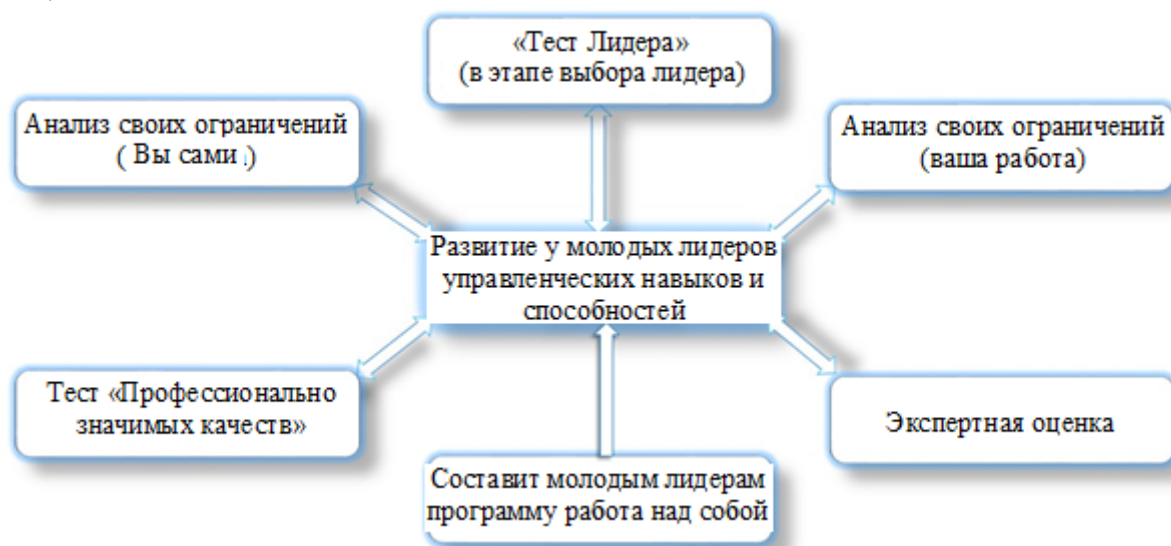 «Тест Лидера»
(в этапе выбора лидера)
Анализ своих ограничений
( Вы сами .)
Анализ своих ограничений
(ваша работа)
Развитие у молодых лидеров
управленческих навыков и
способностей
Тест «Профессионально
значимых качеств»
Экспертная оценка
Составит молодым лидерам
программу работа над собой